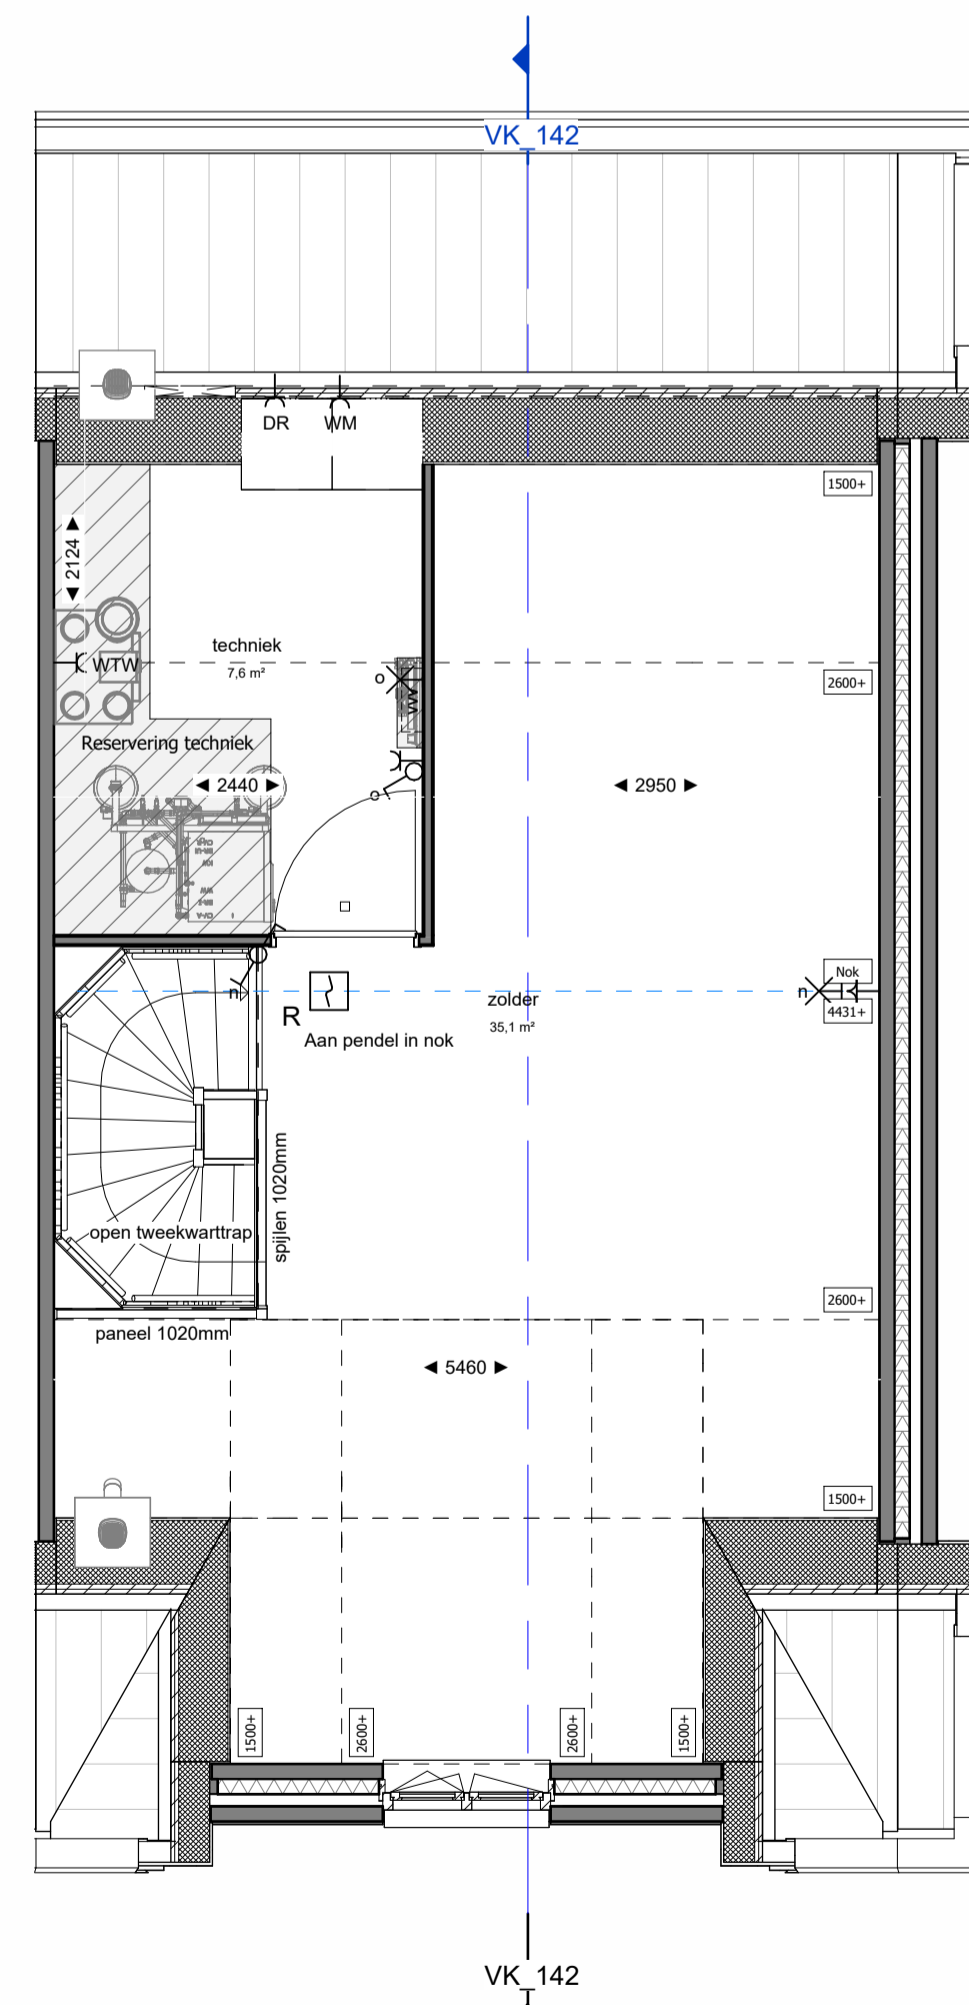 VK_142
DR
WM
1500+
2124
WTW
techniek
7,6 m²
o
2600+
Reservering techniek
2440
2950
o
n
R
Aan pendel in nok
zolder
35,1 m²
n
Nok
4431+
open tweekwarttrap
spijlen 1020mm
paneel 1020mm
2600+
5460
1500+
1500+
2600+
2600+
1500+
VK_142